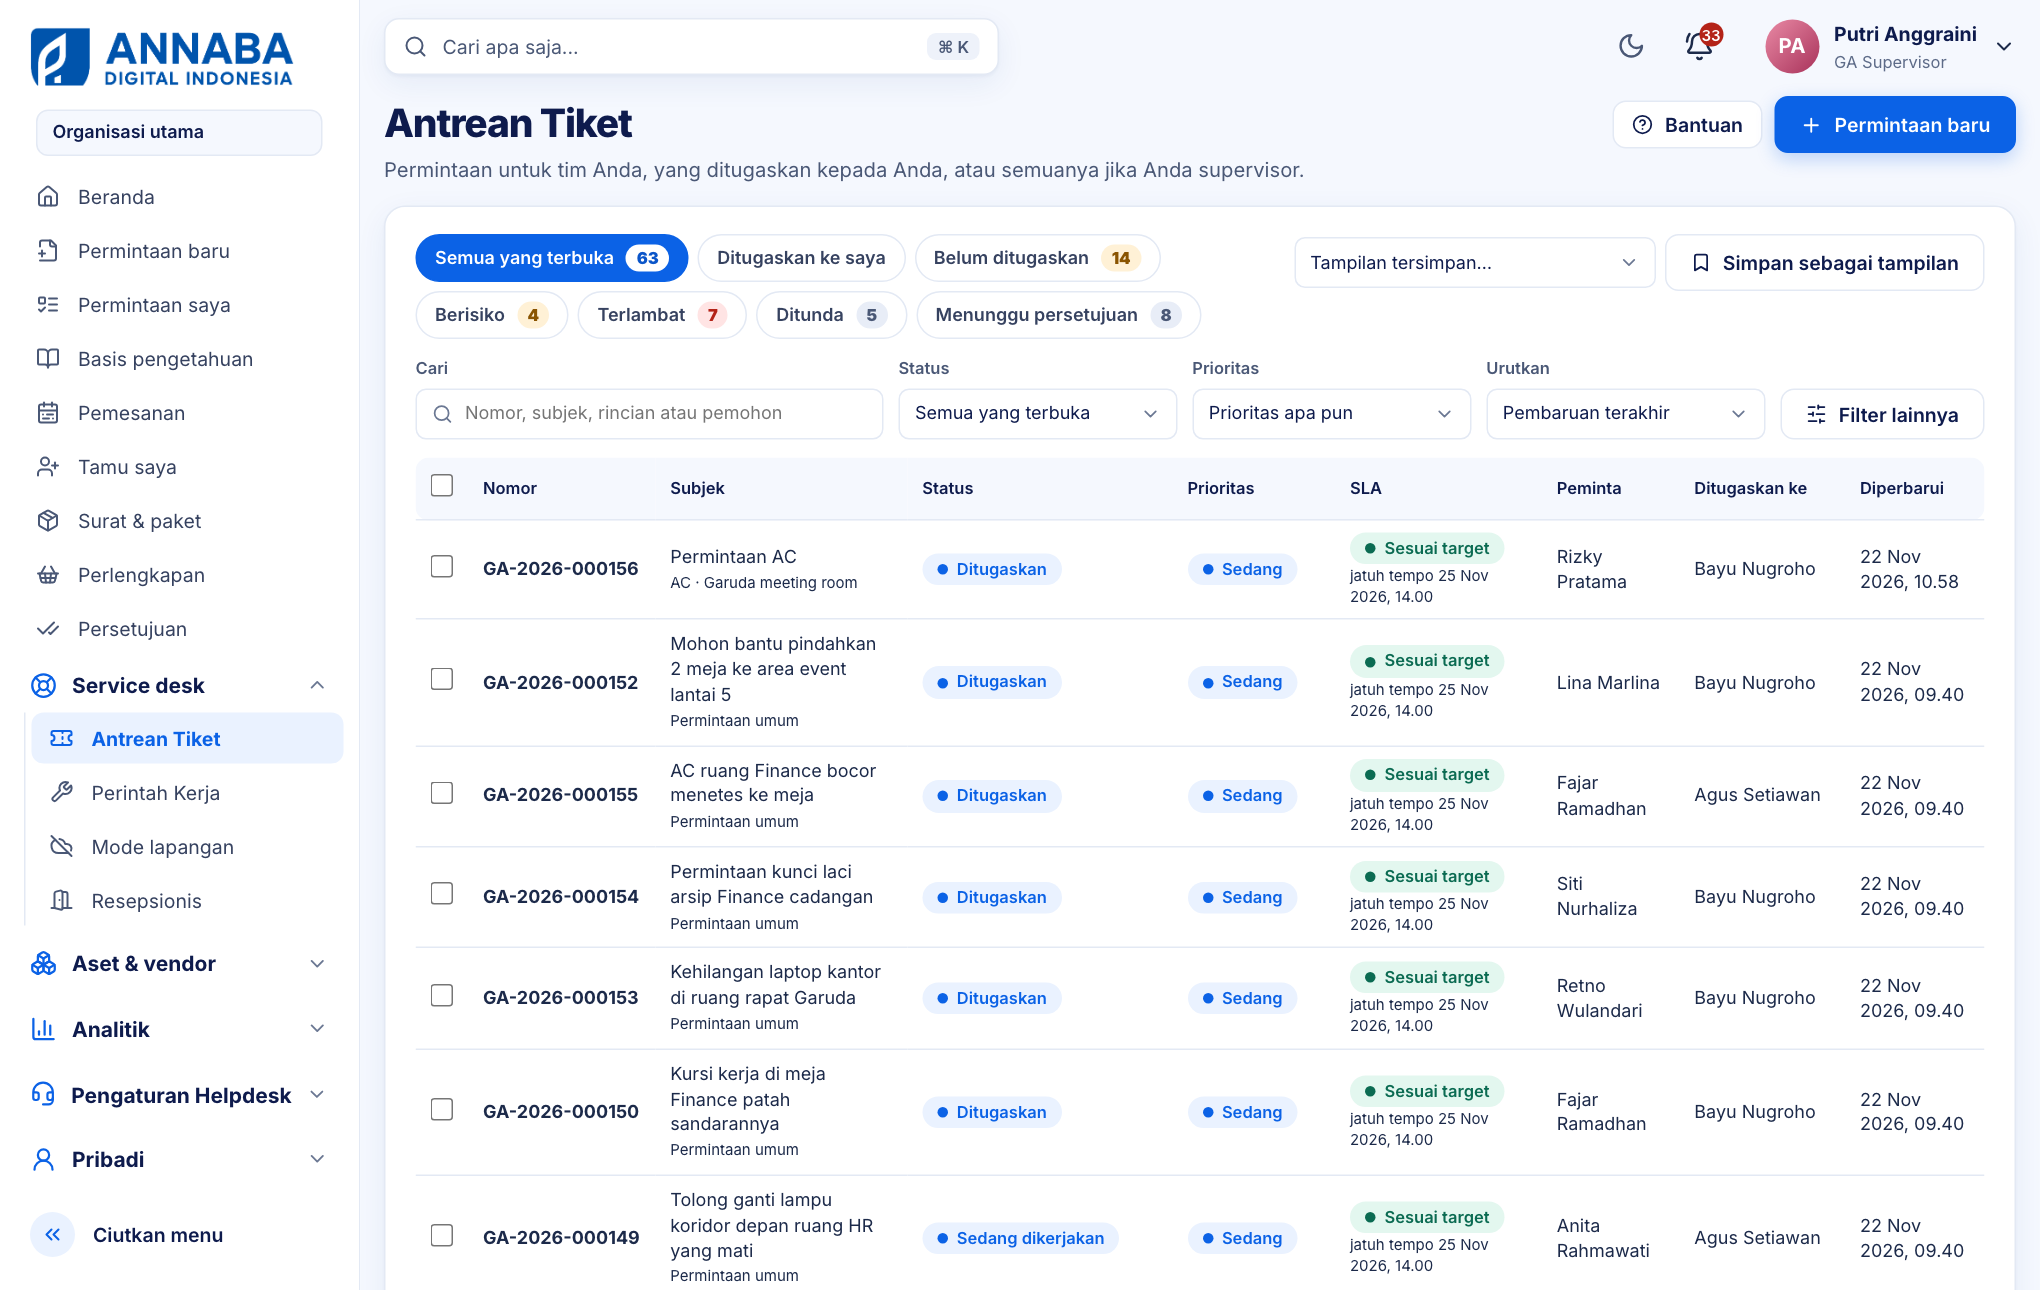 ANNABA
DIGITAL INDONESIA
Organisasi utama
Beranda
Permintaan baru
Permintaan saya
Basis pengetahuan
Pemesanan
Tamu saya
Surat & paket
Perlengkapan
Persetujuan
Service desk
Antrean Tiket
Perintah Kerja
Mode lapangan
Resepsionis
Aset & vendor
Analitik
Pengaturan Helpdesk
Pribadi
Ciutkan menu
Cari apa saja...
⌘ K
33
PA
Putri Anggraini
GA Supervisor
Antrean Tiket
Permintaan untuk tim Anda, yang ditugaskan kepada Anda, atau semuanya jika Anda supervisor.
Bantuan
Permintaan baru
Semua yang terbuka 63
Ditugaskan ke saya
Belum ditugaskan 14
Berisiko 4
Terlambat 7
Ditunda 5
Menunggu persetujuan 8
Tampilan tersimpan...
Simpan sebagai tampilan
Cari
Nomor, subjek, rincian atau pemohon
Status
Semua yang terbuka
Prioritas
Prioritas apa pun
Urutkan
Pembaruan terakhir
Filter lainnya
Nomor Subjek Status Prioritas SLA Peminta Ditugaskan ke Diperbarui
GA-2026-000156
Permintaan AC
AC · Garuda meeting room
Ditugaskan
Sedang
Sesuai target
jatuh tempo 25 Nov
2026, 14.00
Rizky
Pratama
Bayu Nugroho
22 Nov
2026, 10.58
GA-2026-000152
Mohon bantu pindahkan
2 meja ke area event
lantai 5
Permintaan umum
Ditugaskan
Sedang
Sesuai target
jatuh tempo 25 Nov
2026, 14.00
Lina Marlina
Bayu Nugroho
22 Nov
2026, 09.40
GA-2026-000155
AC ruang Finance bocor
menetes ke meja
Permintaan umum
Ditugaskan
Sedang
Sesuai target
jatuh tempo 25 Nov
2026, 14.00
Fajar
Ramadhan
Agus Setiawan
22 Nov
2026, 09.40
GA-2026-000154
Permintaan kunci laci
arsip Finance cadangan
Permintaan umum
Ditugaskan
Sedang
Sesuai target
jatuh tempo 25 Nov
2026, 14.00
Siti
Nurhaliza
Bayu Nugroho
22 Nov
2026, 09.40
GA-2026-000153
Kehilangan laptop kantor
di ruang rapat Garuda
Permintaan umum
Ditugaskan
Sedang
Sesuai target
jatuh tempo 25 Nov
2026, 14.00
Retno
Wulandari
Bayu Nugroho
22 Nov
2026, 09.40
GA-2026-000150
Kursi kerja di meja
Finance patah
sandarannya
Permintaan umum
Ditugaskan
Sedang
Sesuai target
jatuh tempo 25 Nov
2026, 14.00
Fajar
Ramadhan
Bayu Nugroho
22 Nov
2026, 09.40
GA-2026-000149
Tolong ganti lampu
koridor depan ruang HR
yang mati
Permintaan umum
Sedang dikerjakan
Sedang
Sesuai target
jatuh tempo 25 Nov
2026, 14.00
Anita
Rahmawati
Agus Setiawan
22 Nov
2026, 09.40